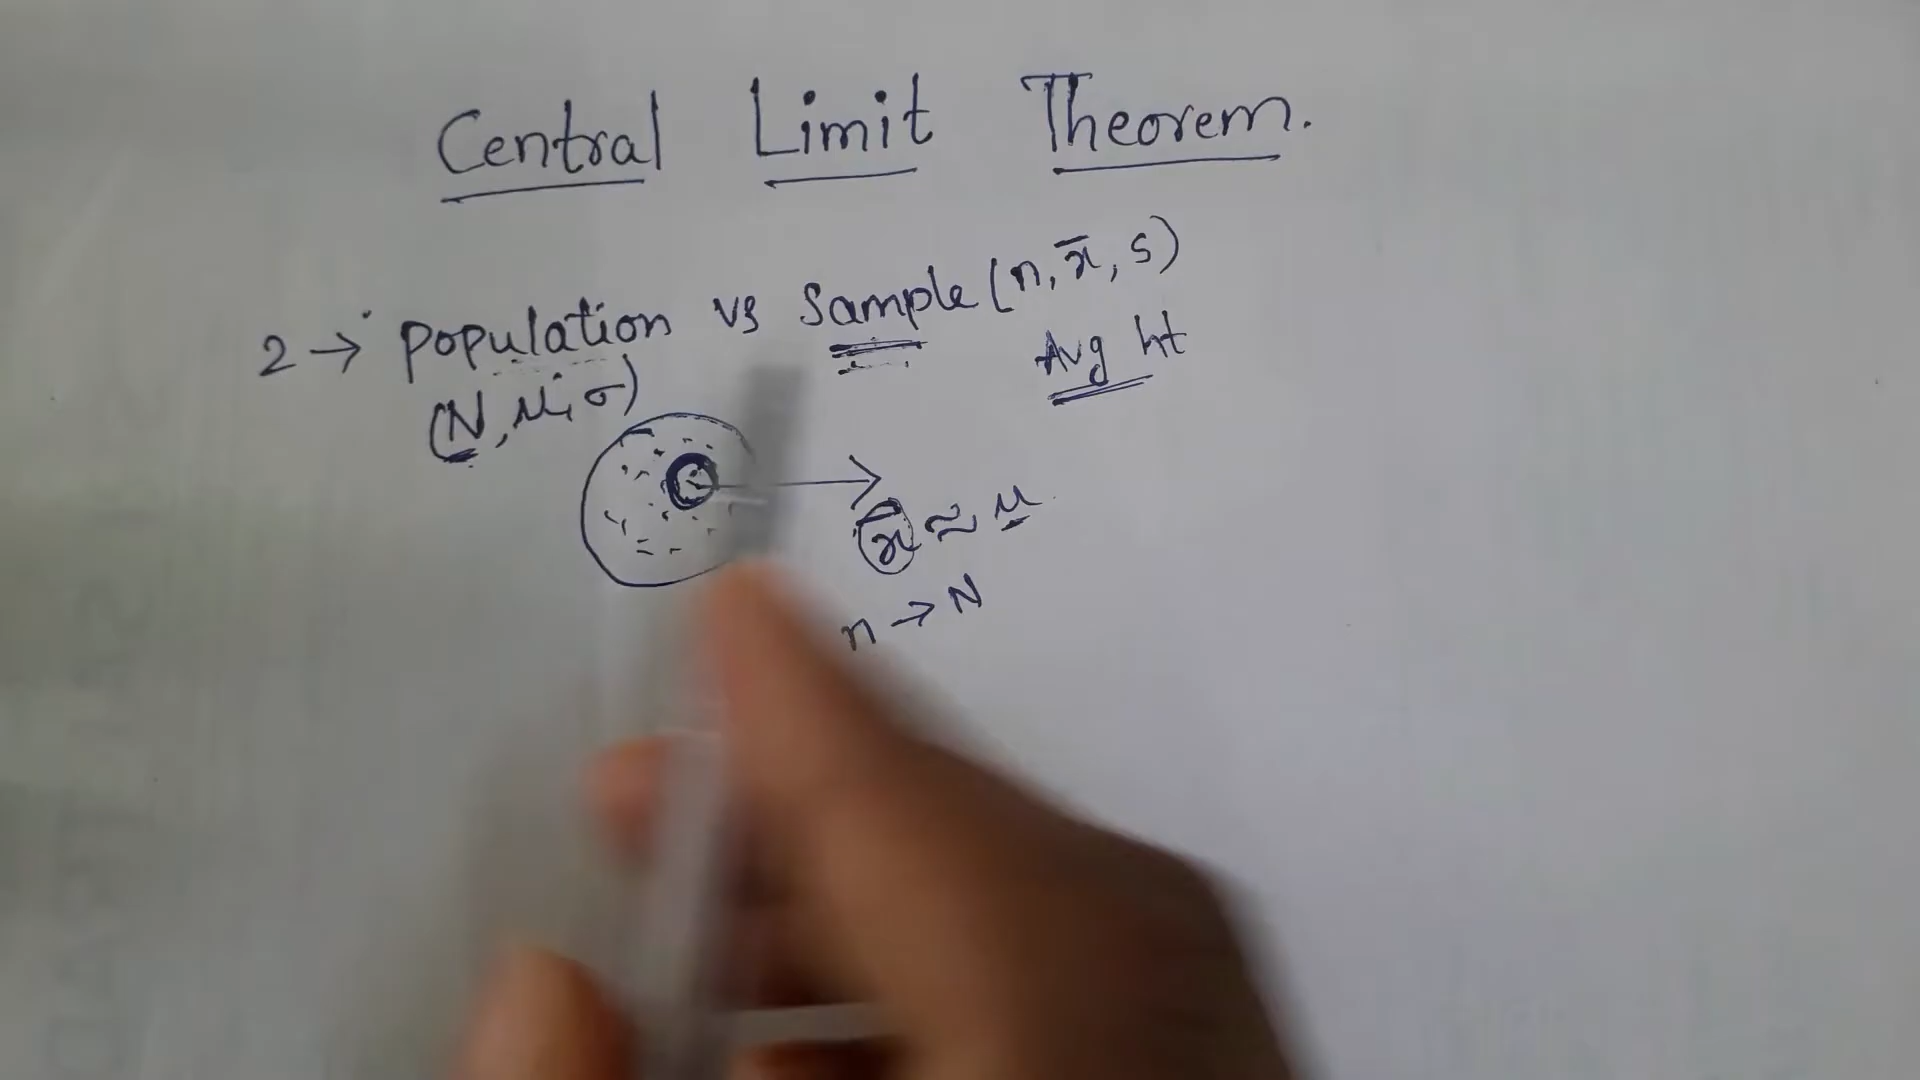 Central Limit Theorem.
2 → population vs Sample (n, x̄, s)
(N, μ, σ)
Avg ht
x̄ ≈ μ
n → N